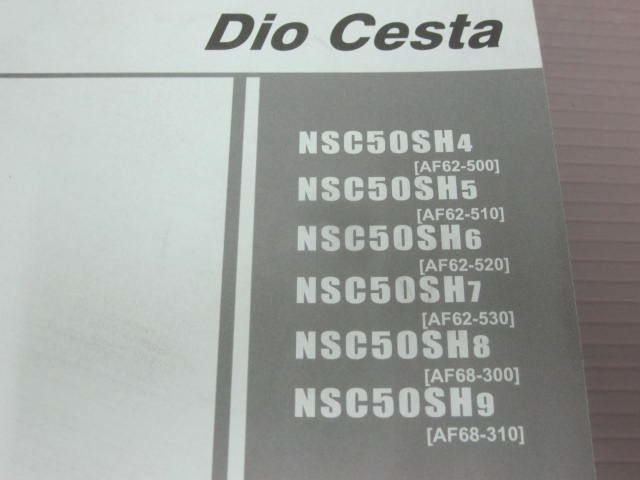 Dio Cesta
NSC50SH4
[AF62-500]
NSC50SH5
[AF62-510]
NSC50SH6
[AF62-520]
NSC50SH7
[AF62-530]
NSC50SH8
[AF68-300]
NSC50SH9
[AF68-310]